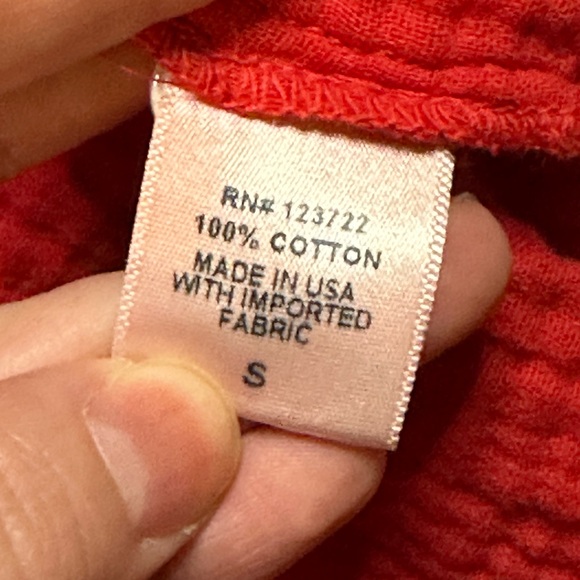 RN# 123722
100% COTTON
MADE IN USA
WITH IMPORTED
FABRIC
S